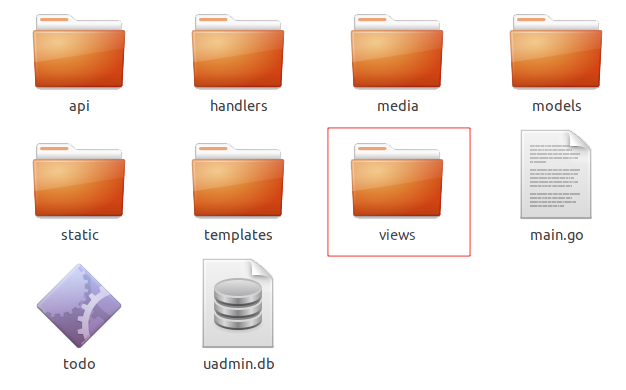 api
handlers
media
models
static
templates
views
main.go
todo
uadmin.db